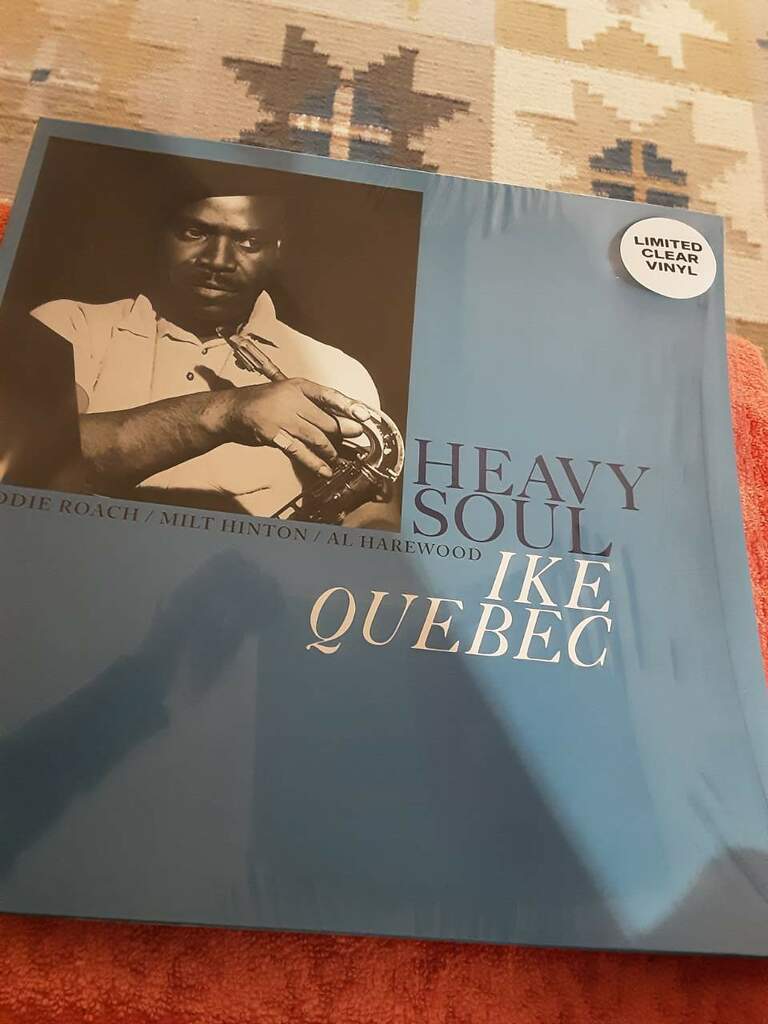 LIMITED
CLEAR
VINYL
HEAVY
SOUL
ODIE ROACH / MILT HINTON / AL HAREWOOD
IKE
QUEBEC